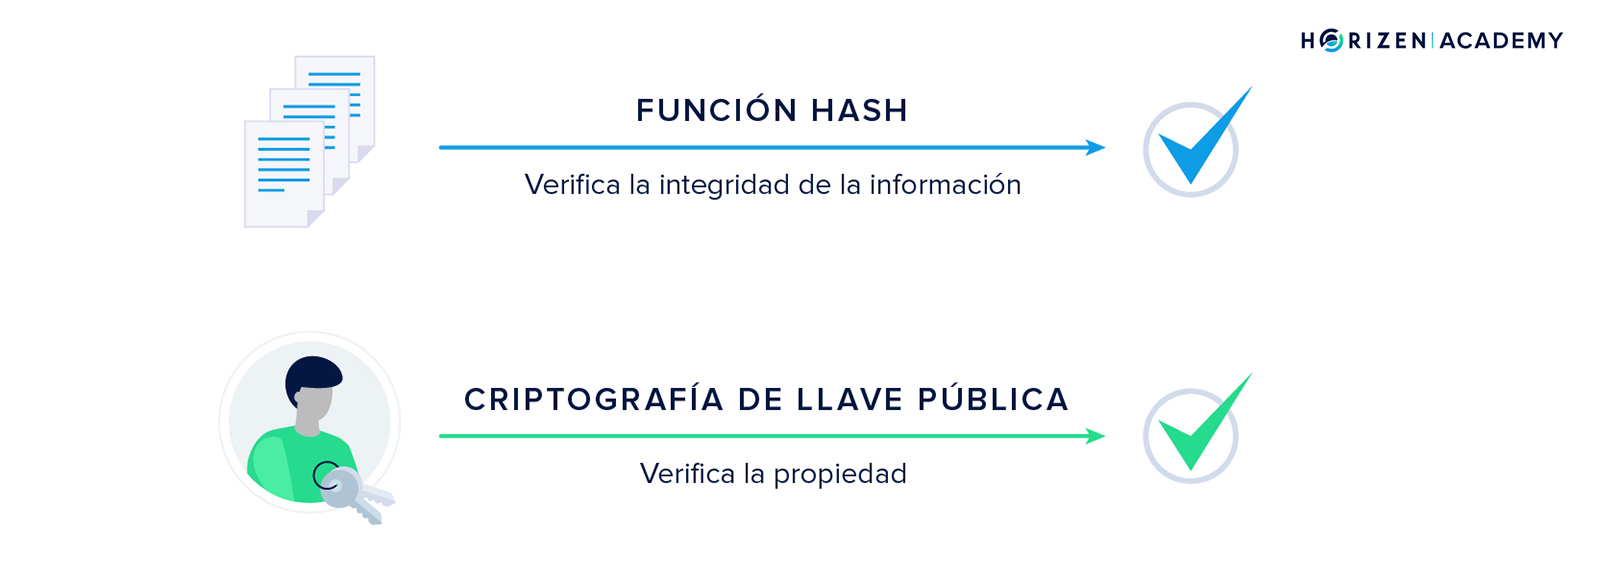 HORIZEN | ACADEMY
FUNCIÓN HASH
Verifica la integridad de la información
CRIPTOGRAFÍA DE LLAVE PÚBLICA
Verifica la propiedad